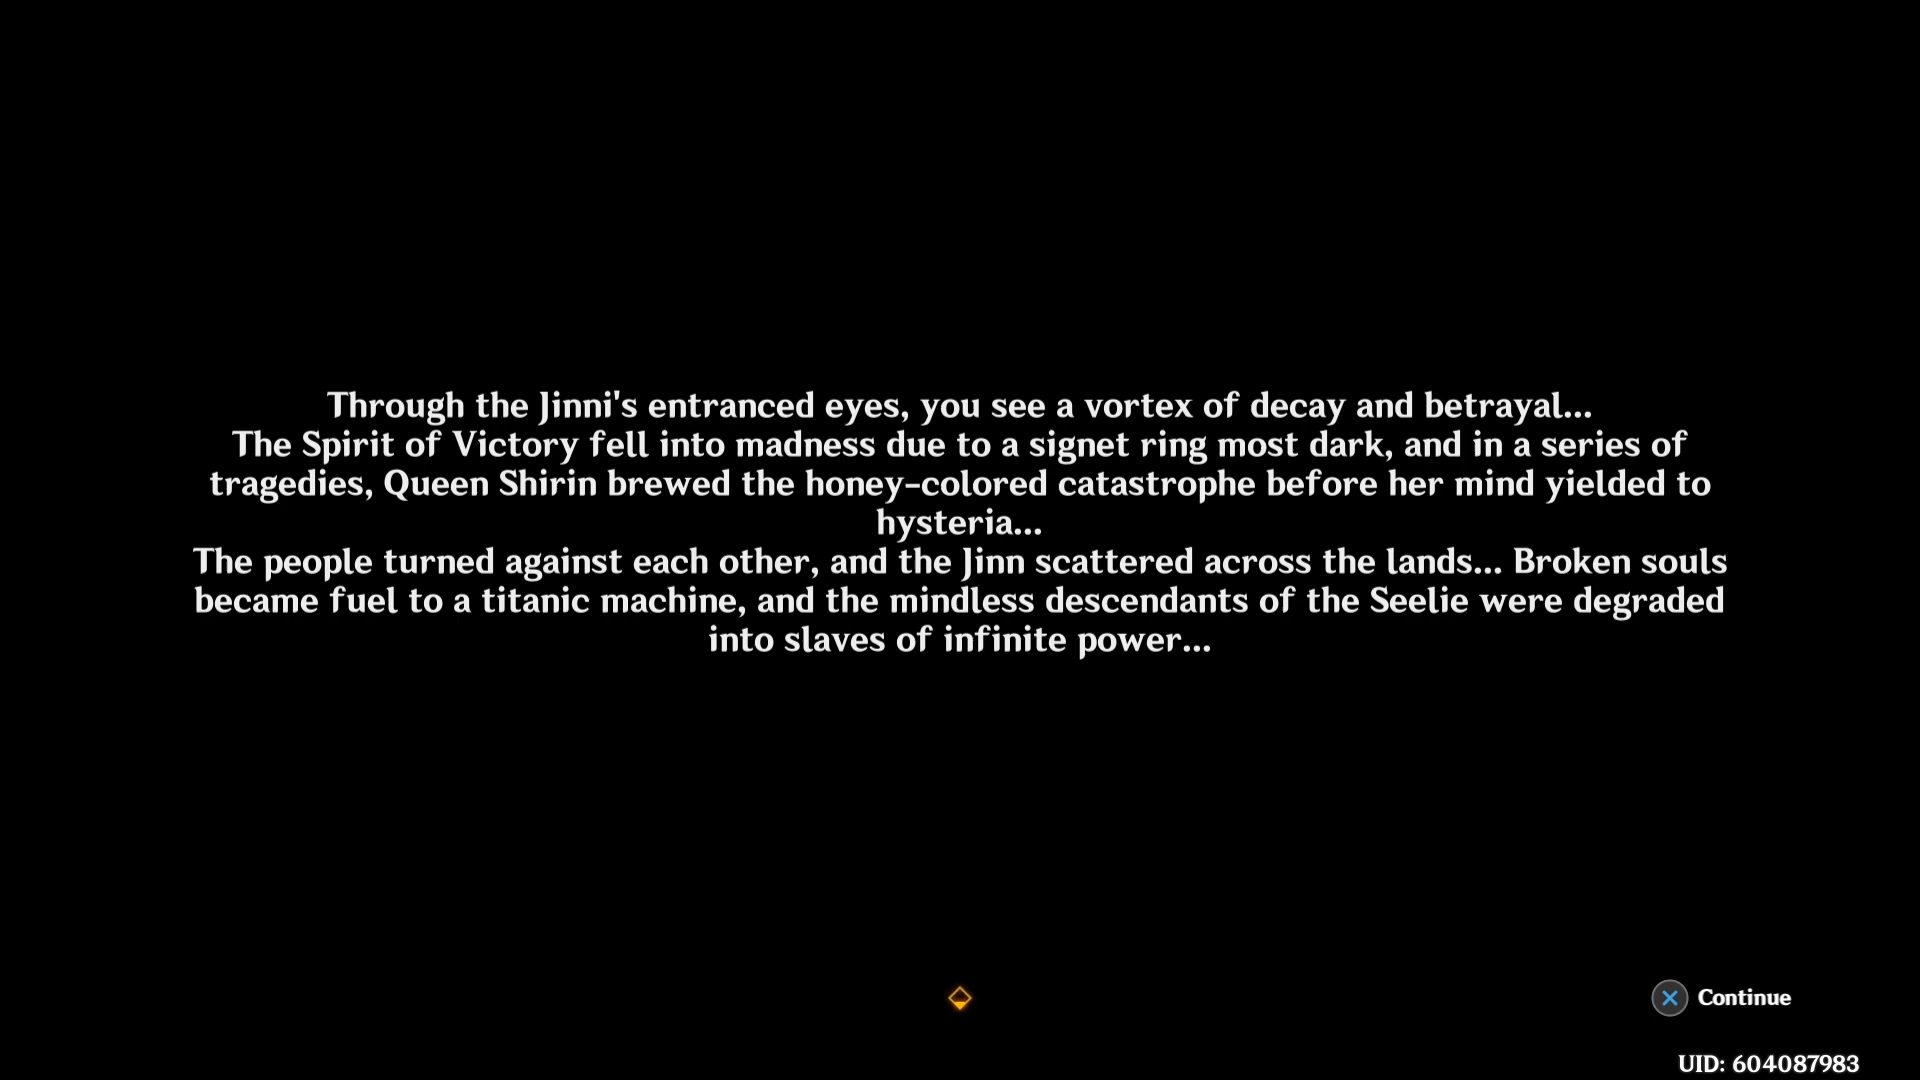 Through the Jinni's entranced eyes, you see a vortex of decay and betrayal...
The Spirit of Victory fell into madness due to a signet ring most dark, and in a series of
tragedies, Queen Shirin brewed the honey-colored catastrophe before her mind yielded to
hysteria...
The people turned against each other, and the Jinn scattered across the lands... Broken souls
became fuel to a titanic machine, and the mindless descendants of the Seelie were degraded
into slaves of infinite power...
Continue
UID: 604087983